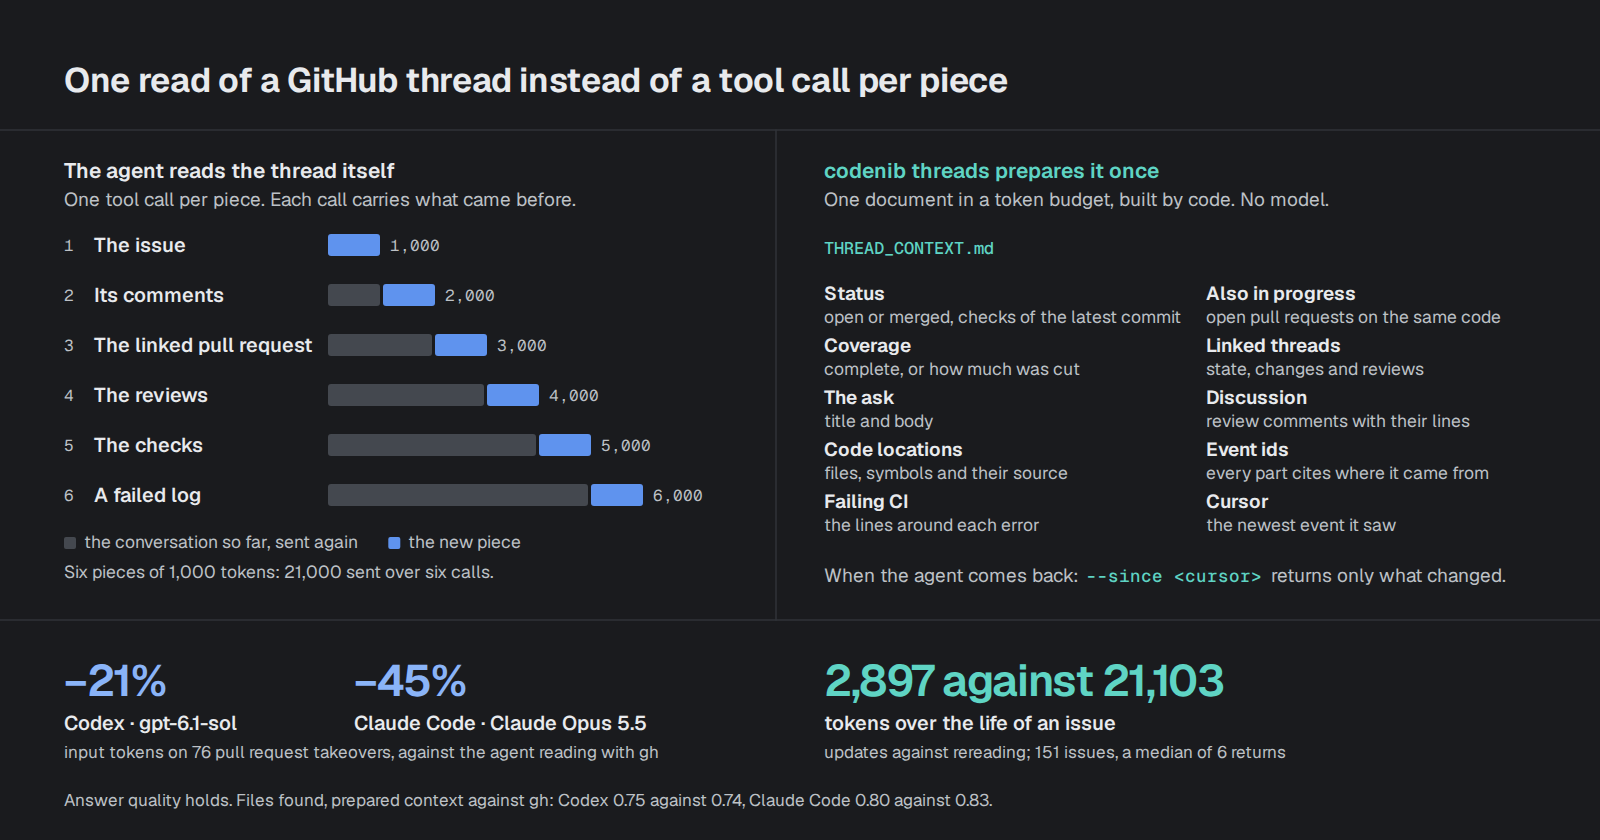 One read of a GitHub thread instead of a tool call per piece
The agent reads the thread itself
One tool call per piece. Each call carries what came before.
1 The issue 1,000
2 Its comments 2,000
3 The linked pull request 3,000
4 The reviews 4,000
5 The checks 5,000
6 A failed log 6,000
the conversation so far, sent again the new piece
Six pieces of 1,000 tokens: 21,000 sent over six calls.
codenib threads prepares it once
One document in a token budget, built by code. No model.
THREAD_CONTEXT.md
Status
open or merged, checks of the latest commit
Coverage
complete, or how much was cut
The ask
title and body
Code locations
files, symbols and their source
Failing CI
the lines around each error
Also in progress
open pull requests on the same code
Linked threads
state, changes and reviews
Discussion
review comments with their lines
Event ids
every part cites where it came from
Cursor
the newest event it saw
When the agent comes back: --since <cursor> returns only what changed.
−21%
Codex · gpt-6.1-sol
−45%
Claude Code · Claude Opus 5.5
input tokens on 76 pull request takeovers, against the agent reading with gh
2,897 against 21,103
tokens over the life of an issue
updates against rereading; 151 issues, a median of 6 returns
Answer quality holds. Files found, prepared context against gh: Codex 0.75 against 0.74, Claude Code 0.80 against 0.83.